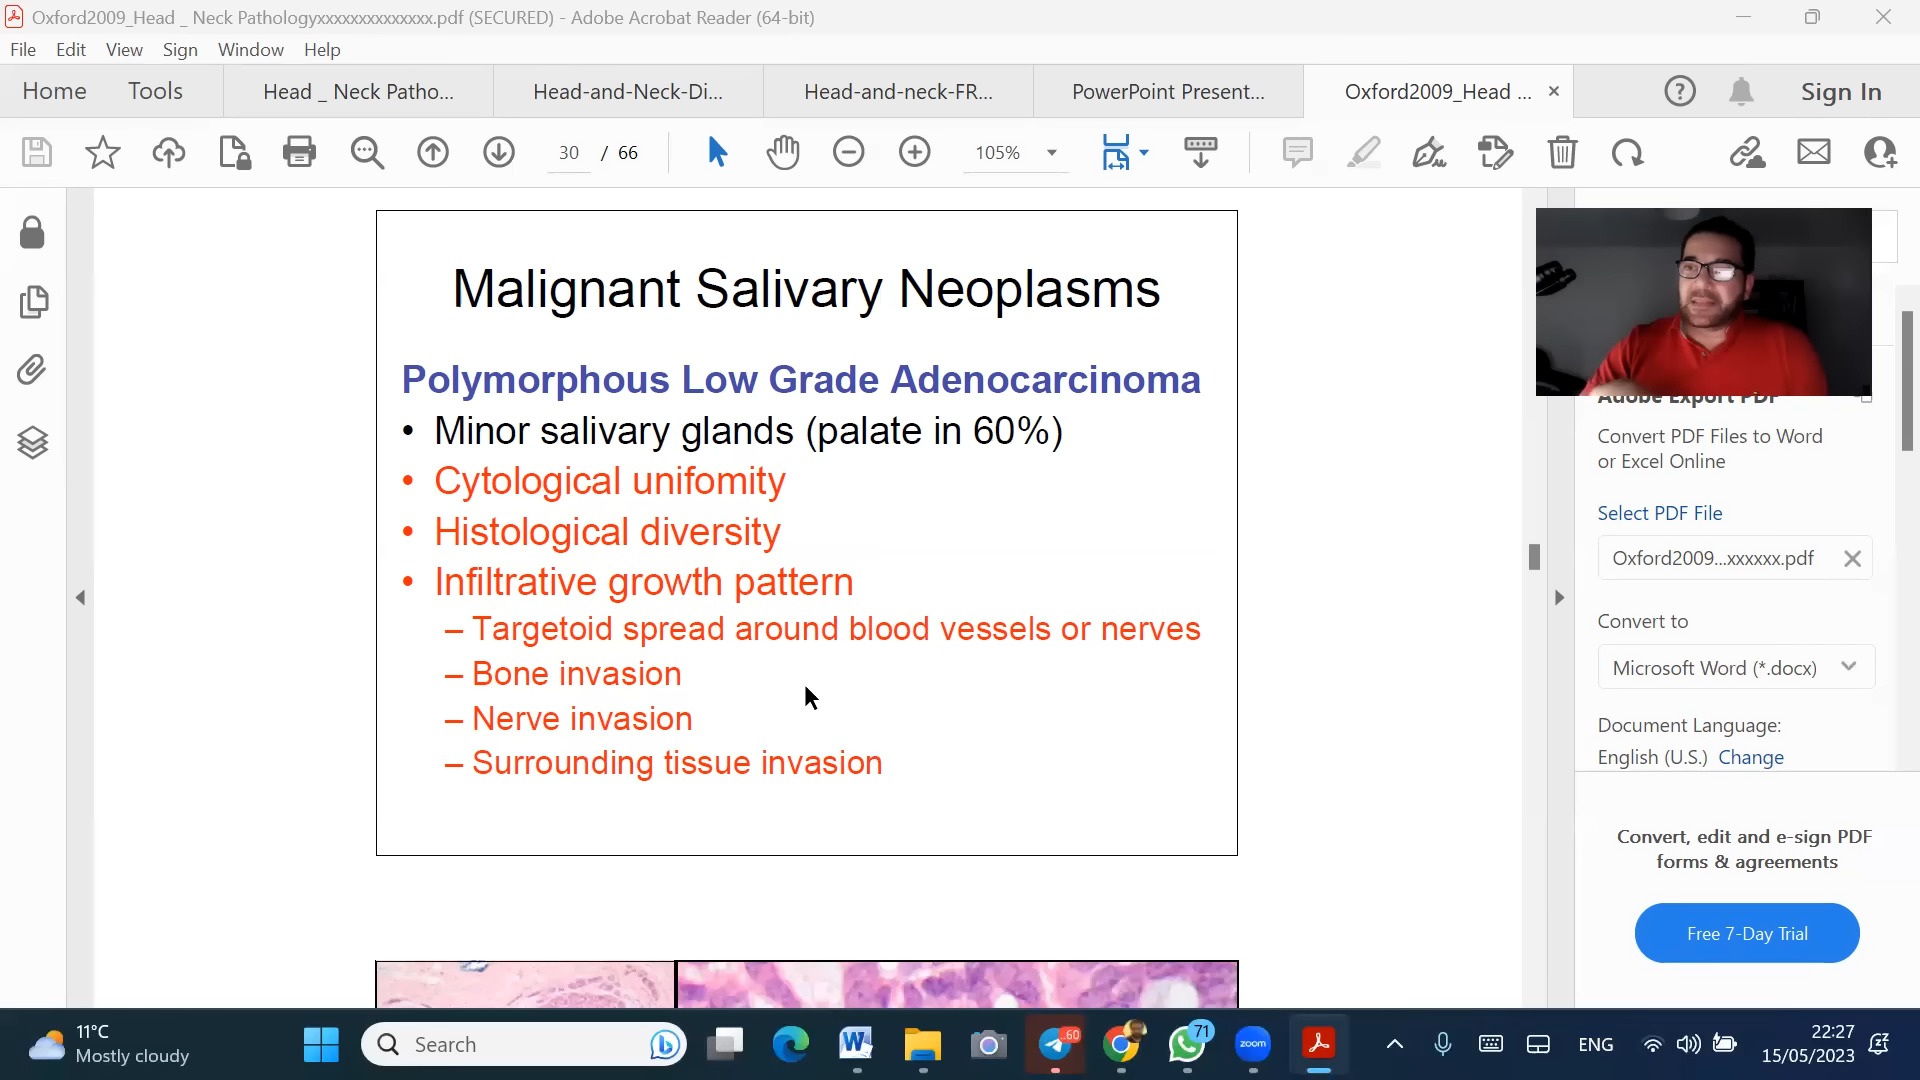 Oxford2009_Head _ Neck Pathologyxxxxxxxxxxxxxx.pdf (SECURED) - Adobe Acrobat Reader (64-bit)
File Edit View Sign Window Help
Home Tools Head _ Neck Patho... Head-and-Neck-Di... Head-and-neck-FR... PowerPoint Present... Oxford2009_Head ... × Sign In
30 / 66 105%
Malignant Salivary Neoplasms
Polymorphous Low Grade Adenocarcinoma
• Minor salivary glands (palate in 60%)
• Cytological unifomity
• Histological diversity
• Infiltrative growth pattern
– Targetoid spread around blood vessels or nerves
– Bone invasion
– Nerve invasion
– Surrounding tissue invasion
Adobe Export PDF
Convert PDF Files to Word
or Excel Online
Select PDF File
Oxford2009...xxxxxx.pdf
Convert to
Microsoft Word (*.docx)
Document Language:
English (U.S.) Change
Convert, edit and e-sign PDF
forms & agreements
Free 7-Day Trial
11°C
Mostly cloudy
Search
60
71
zoom
ENG
22:27
15/05/2023